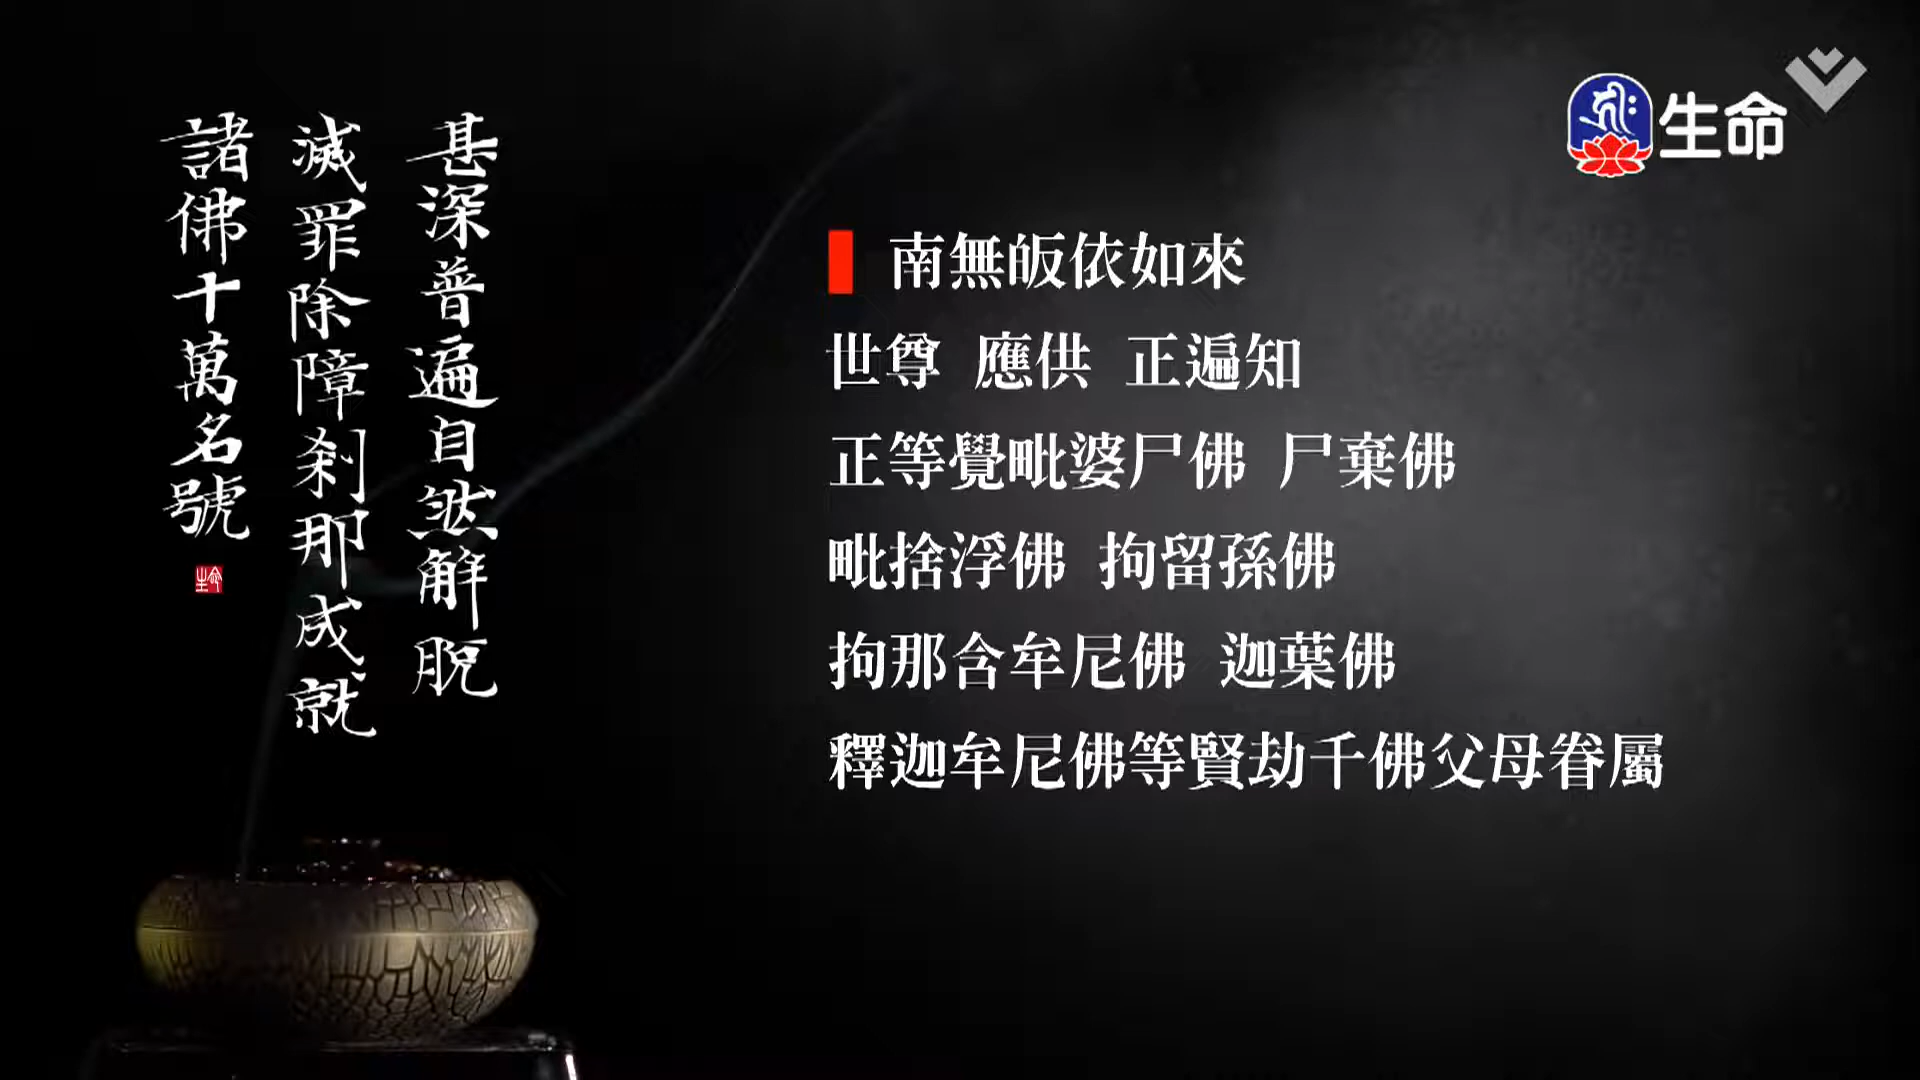 甚深普遍自然解脫
滅罪除障剎那成就
諸佛十萬名號
生命
生命
南無皈依如來
世尊 應供 正遍知
正等覺毗婆尸佛 尸棄佛
毗捨浮佛 拘留孫佛
拘那含牟尼佛 迦葉佛
釋迦牟尼佛等賢劫千佛父母眷屬